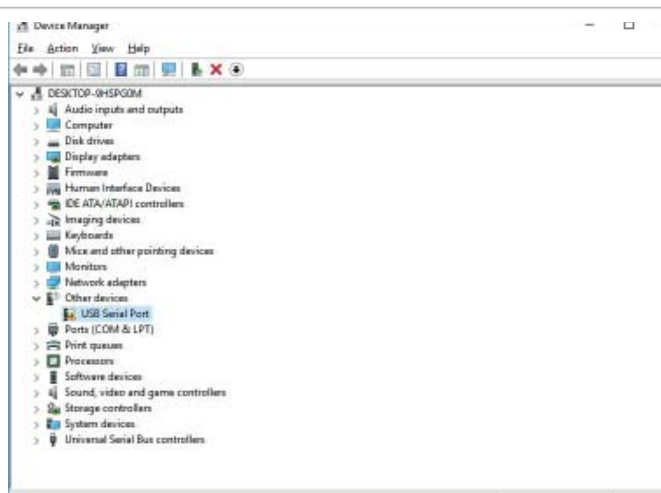 Device Manager
File Action View Help
DESKTOP-9HSPG0M
Audio inputs and outputs
Computer
Disk drives
Display adapters
Firmware
Human Interface Devices
IDE ATA/ATAPI controllers
Imaging devices
Keyboards
Mice and other pointing devices
Monitors
Network adapters
Other devices
USB Serial Port
Ports (COM & LPT)
Print queues
Processors
Software devices
Sound, video and game controllers
Storage controllers
System devices
Universal Serial Bus controllers